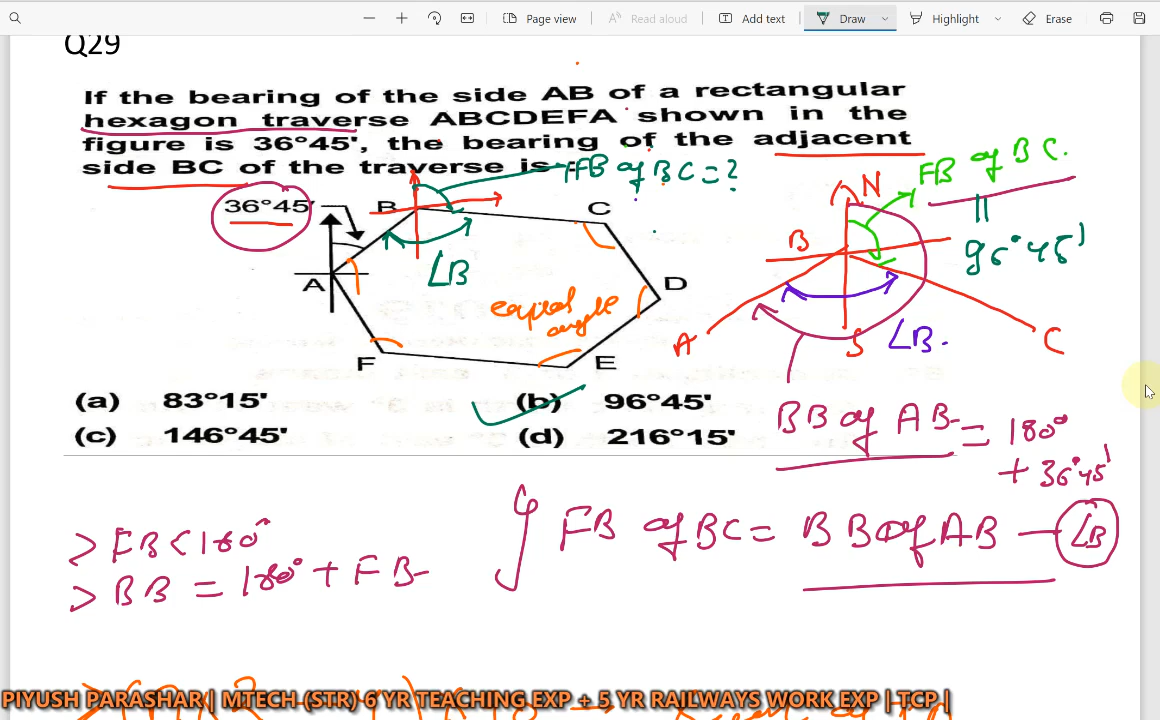 Page view
Read aloud
Add text
Draw
Highlight
Erase
Q29
If the bearing of the side AB of a rectangular
hexagon traverse ABCDEFA shown in the
figure is 36°45', the bearing of the adjacent
side BC of the traverse is :
FB of BC = ?
FB of BC.
N
36°45'
B
C
∠B
A
D
equal
angle
F
E
B
96°45'
A
S
∠B.
C
(a) 83°15'
(b) 96°45'
(c) 146°45'
(d) 216°15'
BB of AB = 180°
+ 36°45'
> FB < 180°
> BB = 180° + FB
FB of BC = BB of AB - ∠B
PIYUSH PARASHAR| MTECH (STR) 6 YR TEACHING EXP + 5 YR RAILWAYS WORK EXP | TCP |